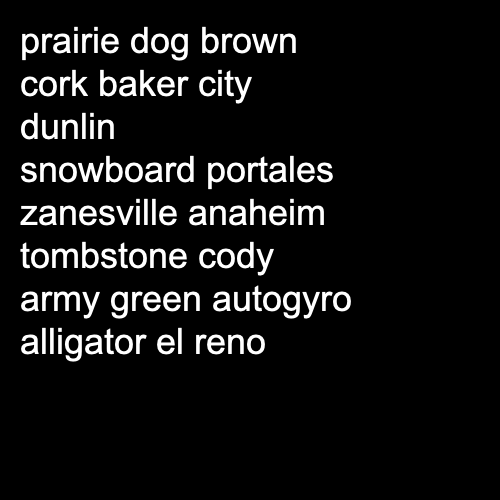 prairie dog brown
cork baker city
dunlin
snowboard portales
zanesville anaheim
tombstone cody
army green autogyro
alligator el reno